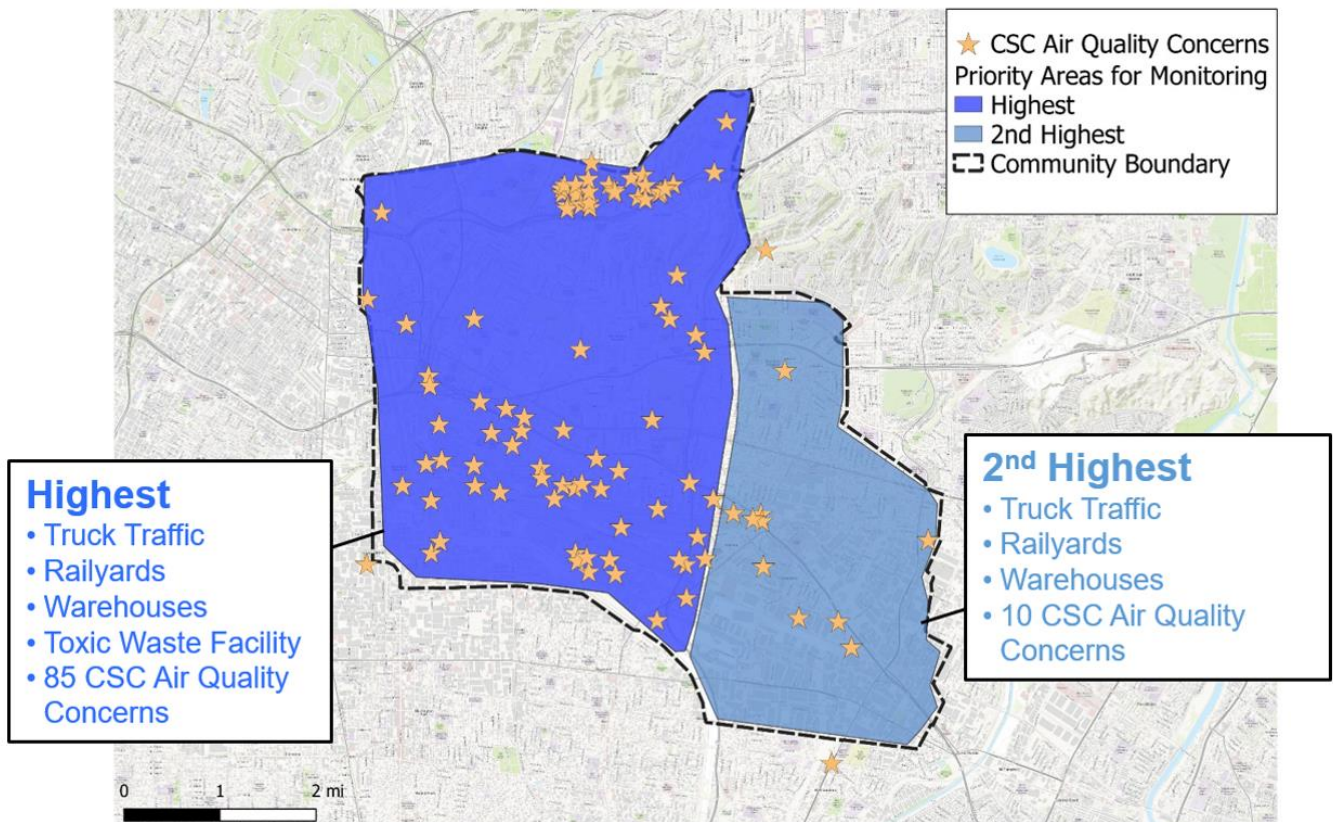 CSC Air Quality Concerns
Priority Areas for Monitoring
Highest
2nd Highest
Community Boundary
Highest
• Truck Traffic
• Railyards
• Warehouses
• Toxic Waste Facility
• 85 CSC Air Quality
Concerns
2nd Highest
• Truck Traffic
• Railyards
• Warehouses
• 10 CSC Air Quality
Concerns
0 1 2 mi